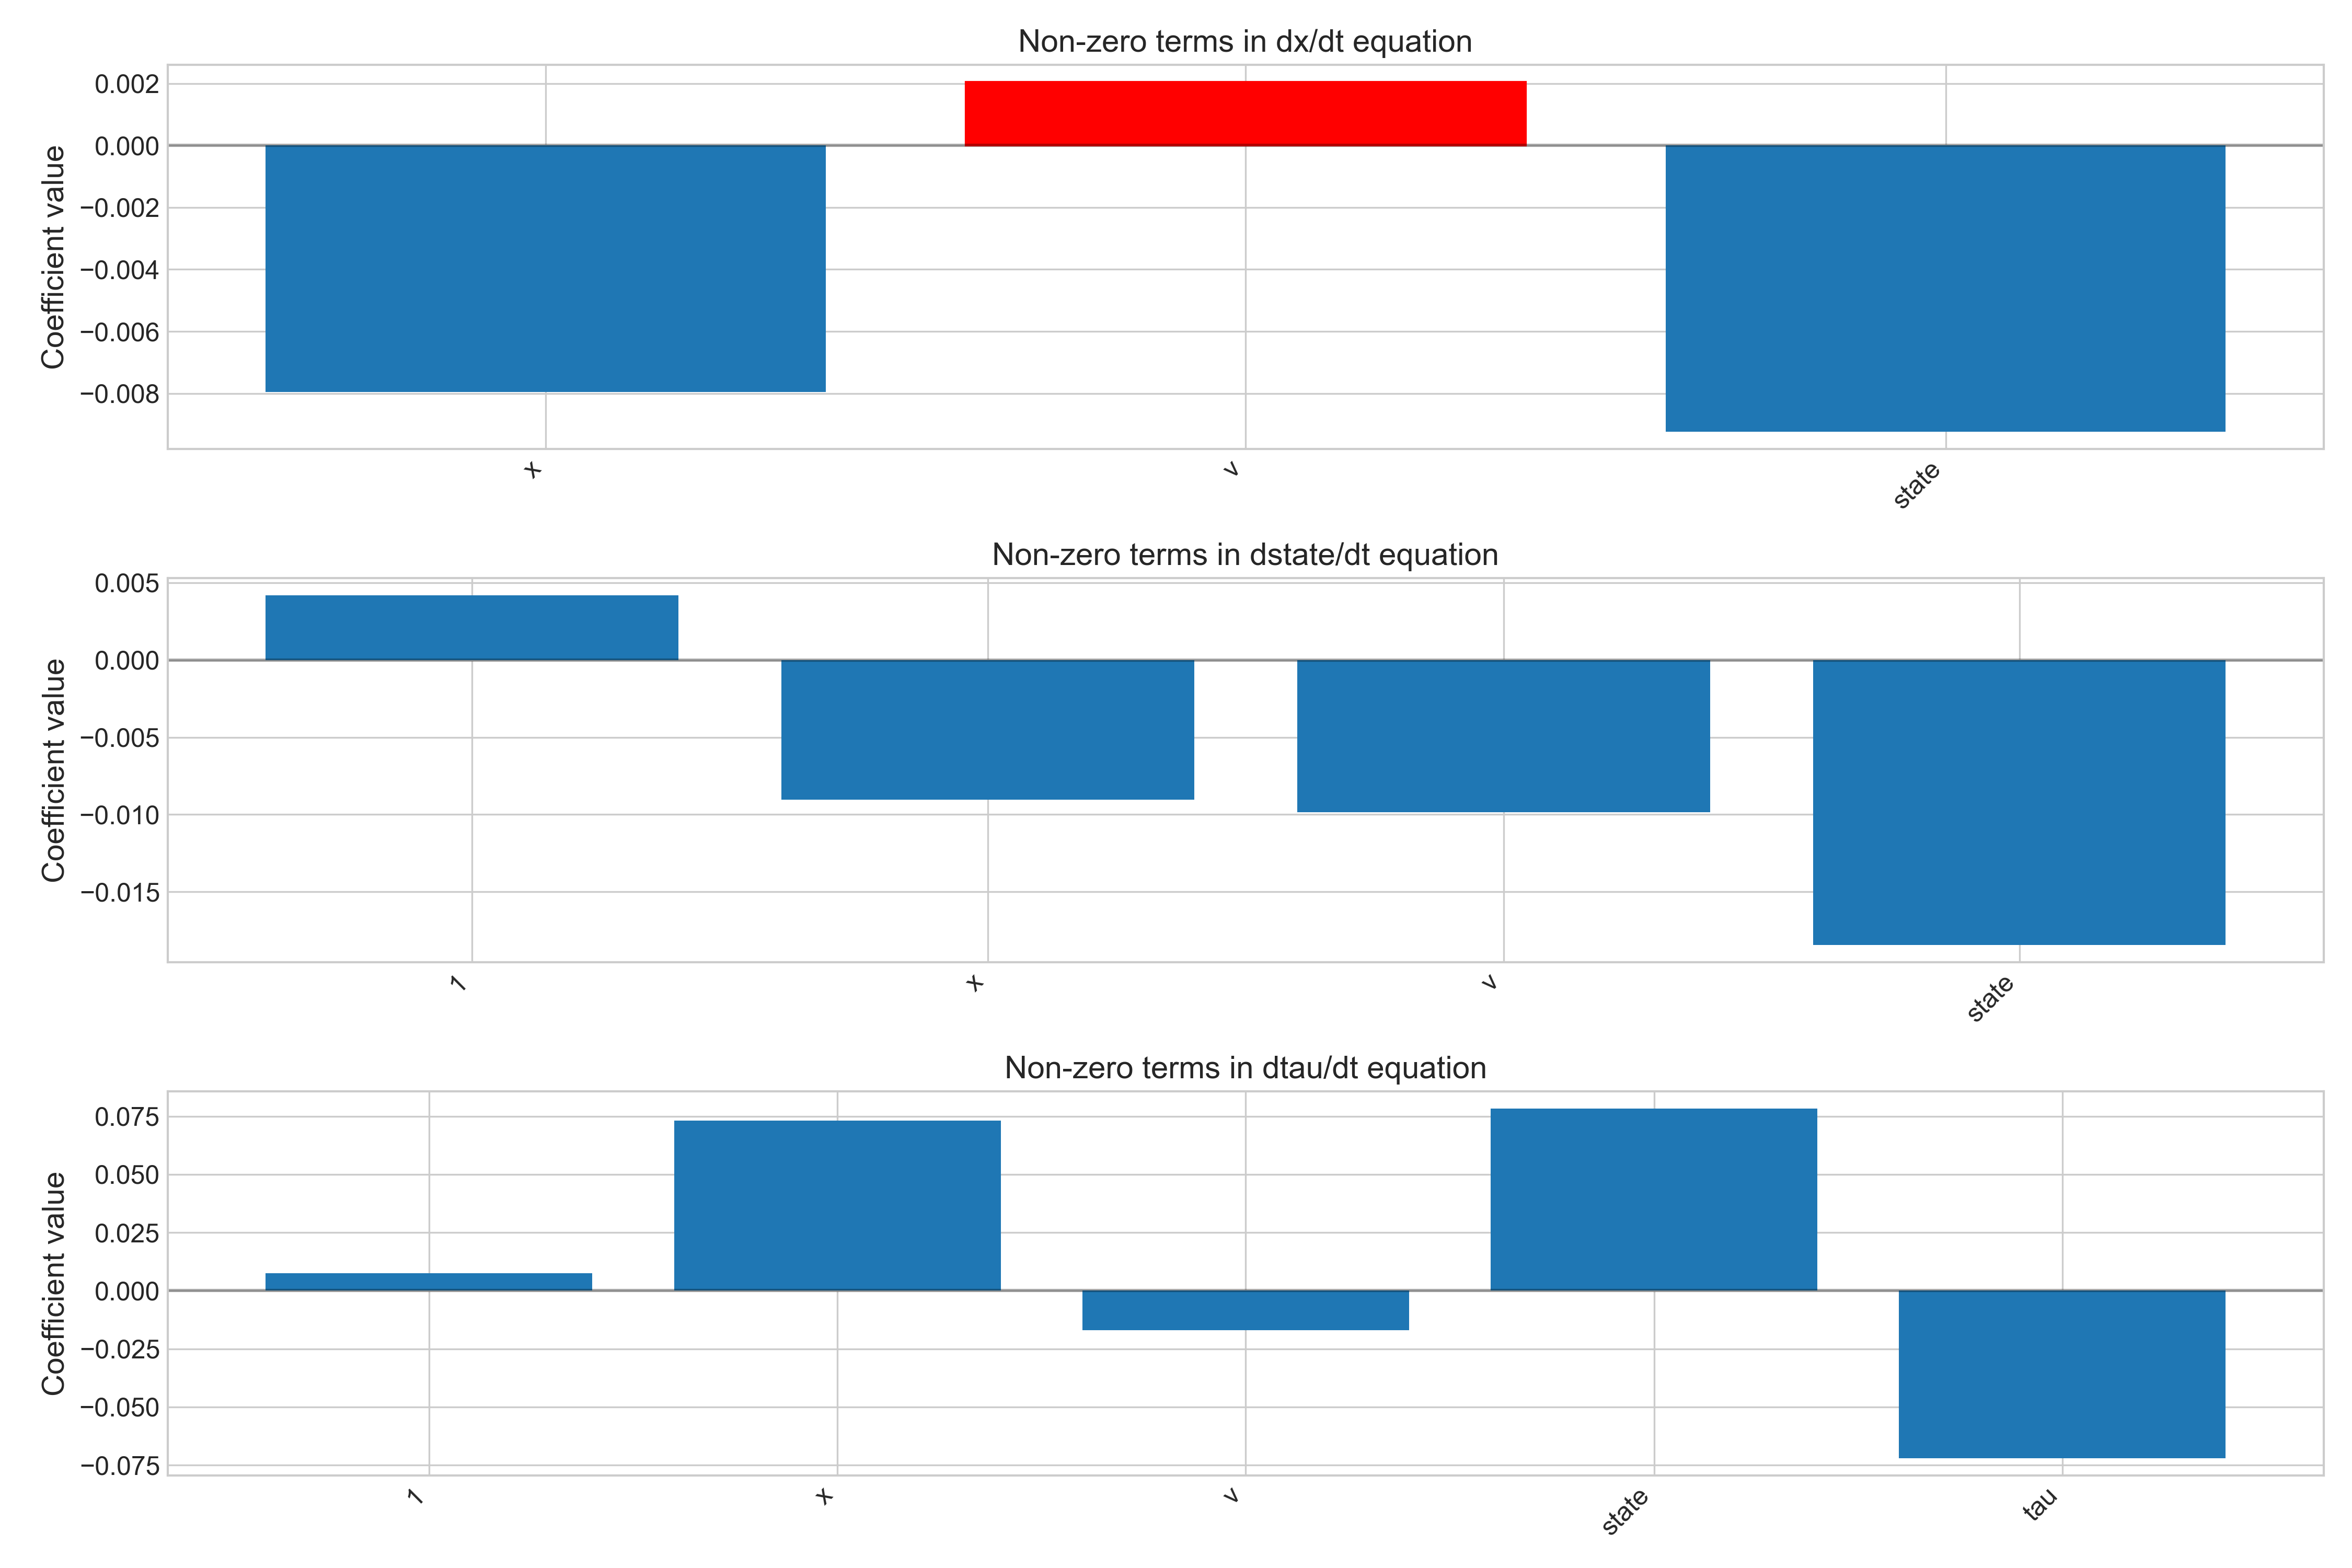 Non-zero terms in dx/dt equation
Coefficient value
0.002
0.000
−0.002
−0.004
−0.006
−0.008
x
v
state
Non-zero terms in dstate/dt equation
Coefficient value
0.005
0.000
−0.005
−0.010
−0.015
1
x
v
state
Non-zero terms in dtau/dt equation
Coefficient value
0.075
0.050
0.025
0.000
−0.025
−0.050
−0.075
1
x
v
state
tau